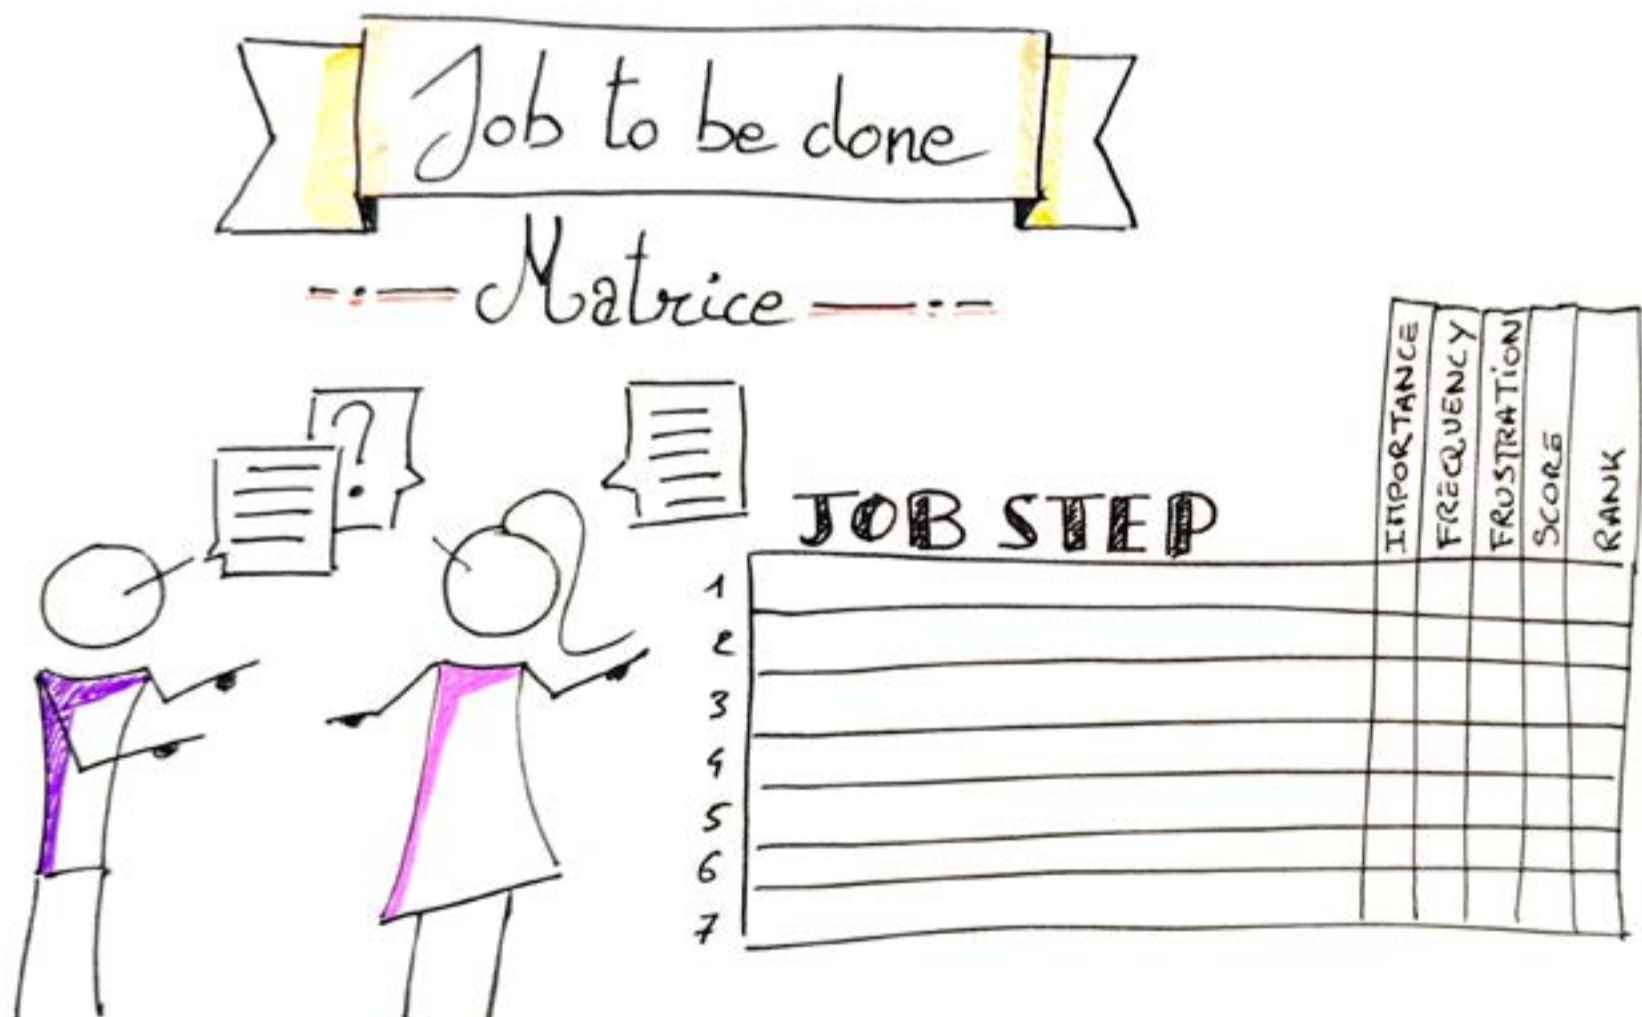 Job to be done
Matrice
?
JOB STEP
IMPORTANCE
FREQUENCY
FRUSTRATION
SCORE
RANK
1
2
3
4
5
6
7